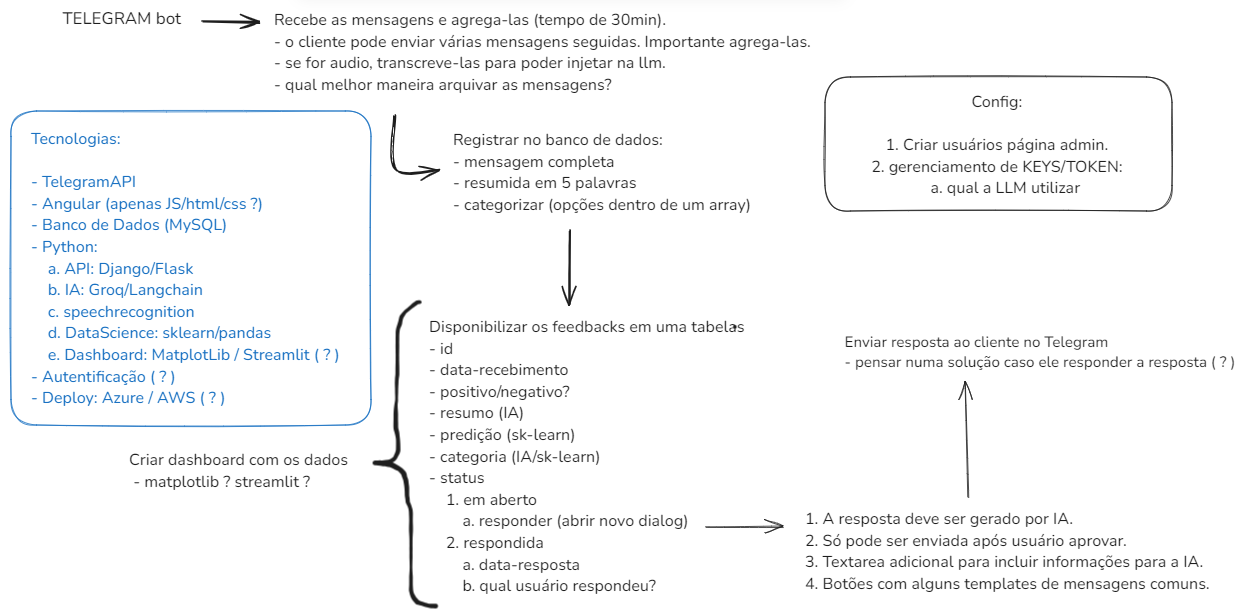 TELEGRAM bot
Recebe as mensagens e agrega-las (tempo de 30min).
- o cliente pode enviar várias mensagens seguidas. Importante agrega-las.
- se for audio, transcreve-las para poder injetar na llm.
- qual melhor maneira arquivar as mensagens?
Config:
1. Criar usuários página admin.
2. gerenciamento de KEYS/TOKEN:
a. qual a LLM utilizar
Tecnologias:
- TelegramAPI
- Angular (apenas JS/html/css ?)
- Banco de Dados (MySQL)
- Python:
a. API: Django/Flask
b. IA: Groq/Langchain
c. speechrecognition
d. DataScience: sklearn/pandas
e. Dashboard: MatplotLib / Streamlit ( ? )
- Autentificação ( ? )
- Deploy: Azure / AWS ( ? )
Registrar no banco de dados:
- mensagem completa
- resumida em 5 palavras
- categorizar (opções dentro de um array)
Disponibilizar os feedbacks em uma tabelas
- id
- data-recebimento
- positivo/negativo?
- resumo (IA)
- predição (sk-learn)
- categoria (IA/sk-learn)
- status
1. em aberto
a. responder (abrir novo dialog)
2. respondida
a. data-resposta
b. qual usuário respondeu?
Criar dashboard com os dados
- matplotlib ? streamlit ?
Enviar resposta ao cliente no Telegram
- pensar numa solução caso ele responder a resposta ( ? )
1. A resposta deve ser gerado por IA.
2. Só pode ser enviada após usuário aprovar.
3. Textarea adicional para incluir informações para a IA.
4. Botões com alguns templates de mensagens comuns.